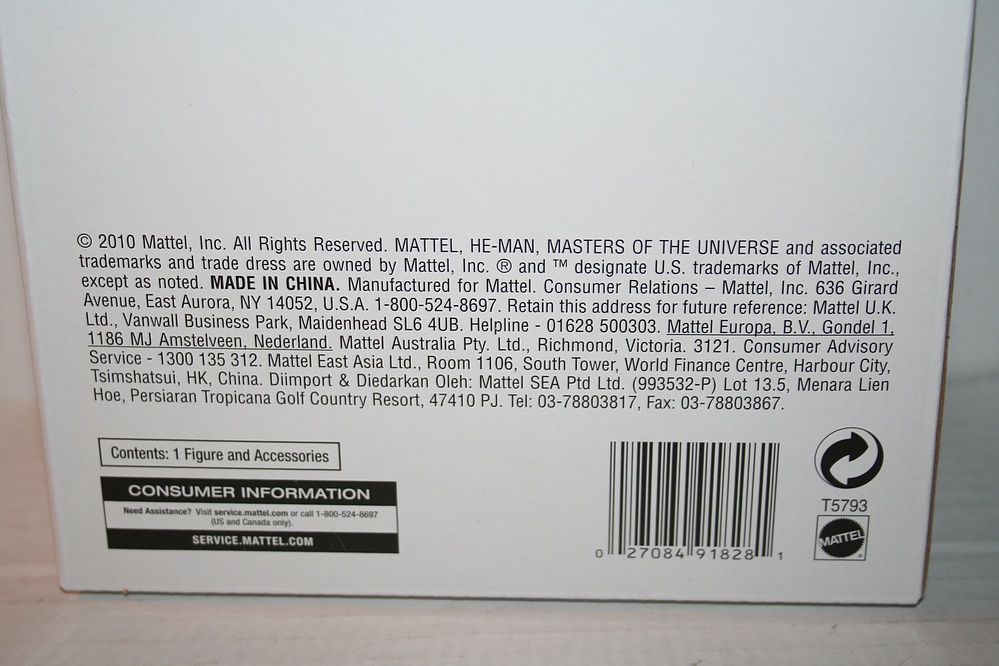 © 2010 Mattel, Inc. All Rights Reserved. MATTEL, HE-MAN, MASTERS OF THE UNIVERSE and associated
trademarks and trade dress are owned by Mattel, Inc. ® and ™ designate U.S. trademarks of Mattel, Inc.,
except as noted. MADE IN CHINA. Manufactured for Mattel. Consumer Relations – Mattel, Inc. 636 Girard
Avenue, East Aurora, NY 14052, U.S.A. 1-800-524-8697. Retain this address for future reference: Mattel U.K.
Ltd., Vanwall Business Park, Maidenhead SL6 4UB. Helpline - 01628 500303. Mattel Europa, B.V., Gondel 1,
1186 MJ Amstelveen, Nederland. Mattel Australia Pty. Ltd., Richmond, Victoria. 3121. Consumer Advisory
Service - 1300 135 312. Mattel East Asia Ltd., Room 1106, South Tower, World Finance Centre, Harbour City,
Tsimshatsui, HK, China. Diimport & Diedarkan Oleh: Mattel SEA Ptd Ltd. (993532-P) Lot 13.5, Menara Lien
Hoe, Persiaran Tropicana Golf Country Resort, 47410 PJ. Tel: 03-78803817, Fax: 03-78803867.
Contents: 1 Figure and Accessories
CONSUMER INFORMATION
Need Assistance? Visit service.mattel.com or call 1-800-524-8697
(US and Canada only).
SERVICE.MATTEL.COM
0 27084 91828 1
T5793
MATTEL®